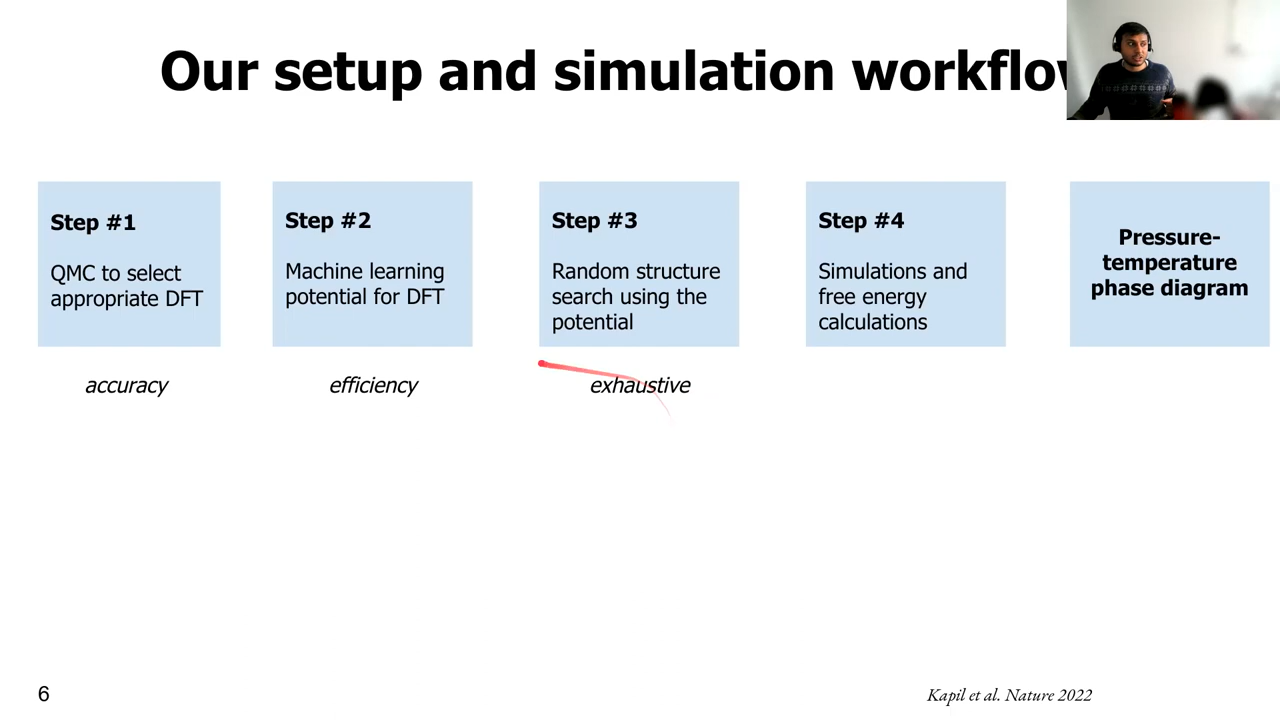 Our setup and simulation workflow
Step #1
QMC to select
appropriate DFT
accuracy
Step #2
Machine learning
potential for DFT
efficiency
Step #3
Random structure
search using the
potential
exhaustive
Step #4
Simulations and
free energy
calculations
Pressure-
temperature
phase diagram
6
Kapil et al. Nature 2022